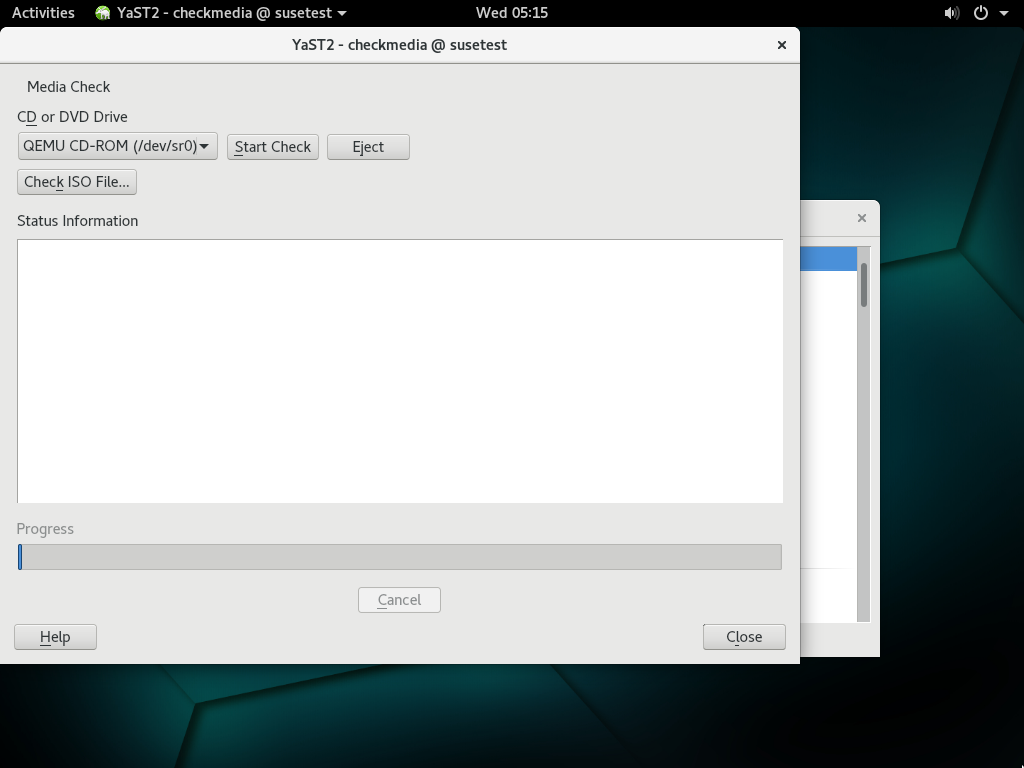 Activities YaST2 - checkmedia @ susetest Wed 05:15
YaST2 - checkmedia @ susetest
Media Check
CD or DVD Drive
QEMU CD-ROM (/dev/sr0) Start Check Eject
Check ISO File...
Status Information
Progress
Cancel
Help Close